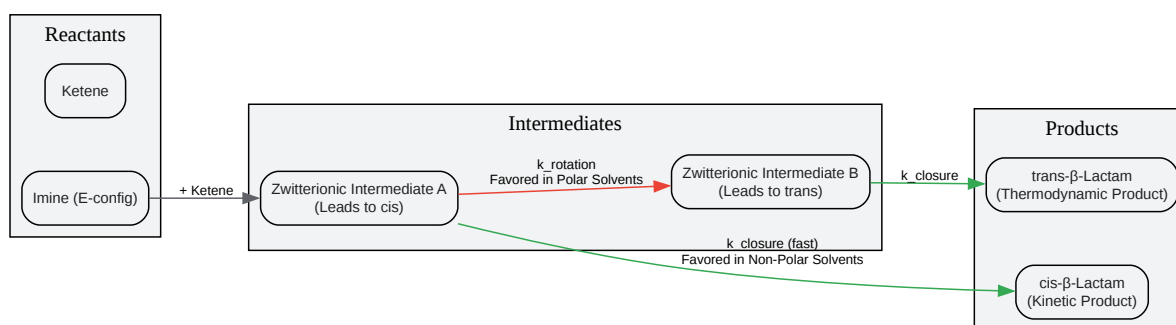 Reactants
Ketene
Imine (E-config)
+ Ketene
Intermediates
Zwitterionic Intermediate A
(Leads to cis)
k_rotation
Favored in Polar Solvents
Zwitterionic Intermediate B
(Leads to trans)
k_closure
k_closure (fast)
Favored in Non-Polar Solvents
Products
trans-β-Lactam
(Thermodynamic Product)
cis-β-Lactam
(Kinetic Product)